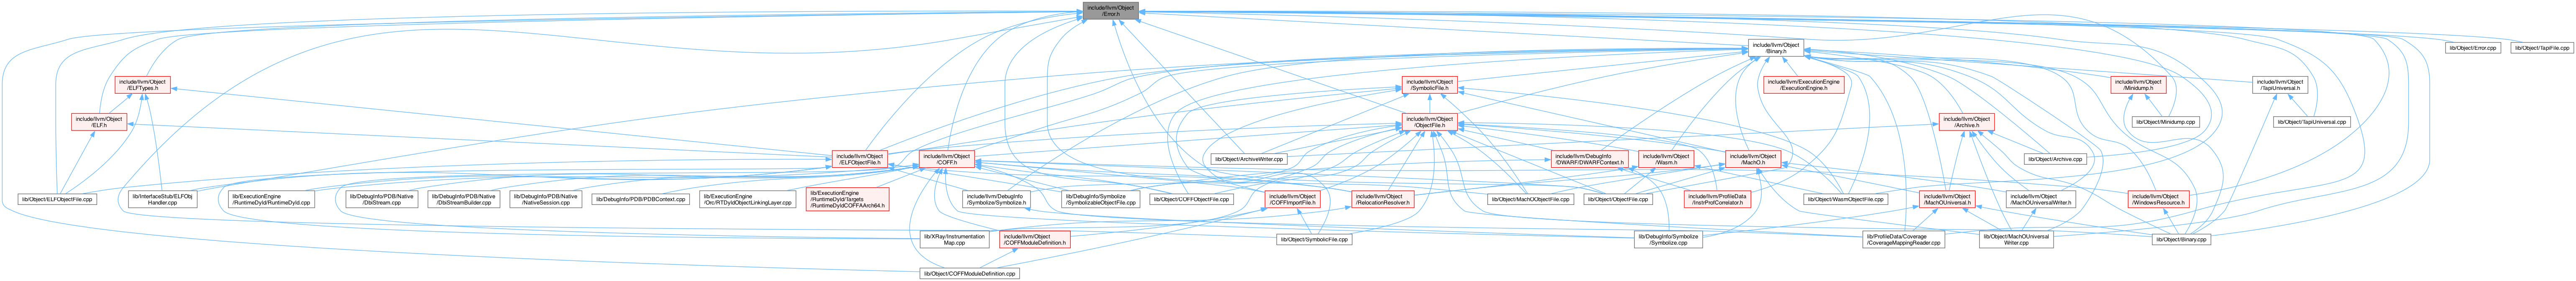 include/llvm/Object
/Error.h
include/llvm/Object
/Binary.h
lib/Object/Error.cpp
lib/Object/TapiFile.cpp
include/llvm/Object
/ELFTypes.h
include/llvm/Object
/SymbolicFile.h
include/llvm/ExecutionEngine
/ExecutionEngine.h
include/llvm/Object
/Minidump.h
include/llvm/Object
/TapiUniversal.h
include/llvm/Object
/ELF.h
include/llvm/Object
/ObjectFile.h
include/llvm/Object
/Archive.h
lib/Object/Minidump.cpp
lib/Object/TapiUniversal.cpp
include/llvm/Object
/ELFObjectFile.h
include/llvm/Object
/COFF.h
lib/Object/ArchiveWriter.cpp
include/llvm/DebugInfo
/DWARF/DWARFContext.h
include/llvm/Object
/Wasm.h
include/llvm/Object
/MachO.h
lib/Object/Archive.cpp
lib/Object/ELFObjectFile.cpp
lib/InterfaceStub/ELFObj
Handler.cpp
lib/ExecutionEngine
/RuntimeDyld/RuntimeDyld.cpp
lib/DebugInfo/PDB/Native
/DbiStream.cpp
lib/DebugInfo/PDB/Native
/DbiStreamBuilder.cpp
lib/DebugInfo/PDB/Native
/NativeSession.cpp
lib/DebugInfo/PDB/PDBContext.cpp
lib/ExecutionEngine
/Orc/RTDyldObjectLinkingLayer.cpp
lib/ExecutionEngine
/RuntimeDyld/Targets
/RuntimeDyldCOFFAArch64.h
include/llvm/DebugInfo
/Symbolize/Symbolize.h
lib/DebugInfo/Symbolize
/SymbolizableObjectFile.cpp
lib/Object/COFFObjectFile.cpp
include/llvm/Object
/COFFImportFile.h
include/llvm/Object
/RelocationResolver.h
lib/Object/MachOObjectFile.cpp
lib/Object/ObjectFile.cpp
include/llvm/ProfileData
/InstrProfCorrelator.h
lib/Object/WasmObjectFile.cpp
include/llvm/Object
/MachOUniversal.h
include/llvm/Object
/MachOUniversalWriter.h
include/llvm/Object
/WindowsResource.h
lib/XRay/Instrumentation
Map.cpp
include/llvm/Object
/COFFModuleDefinition.h
lib/Object/SymbolicFile.cpp
lib/DebugInfo/Symbolize
/Symbolize.cpp
lib/ProfileData/Coverage
/CoverageMappingReader.cpp
lib/Object/MachOUniversal
Writer.cpp
lib/Object/Binary.cpp
lib/Object/COFFModuleDefinition.cpp